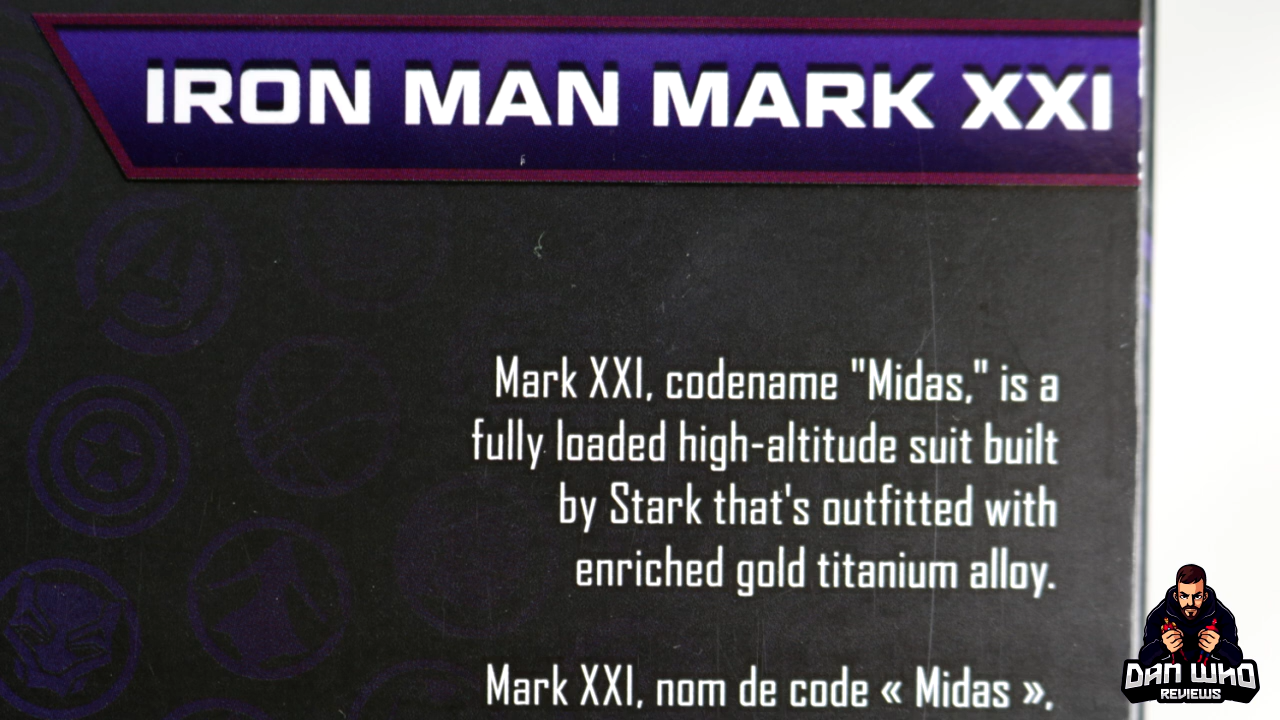 IRON MAN MARK XXI
Mark XXI, codename "Midas," is a
fully loaded high-altitude suit built
by Stark that's outfitted with
enriched gold titanium alloy.
Mark XXI, nom de code « Midas »,
DAN WHO
REVIEWS